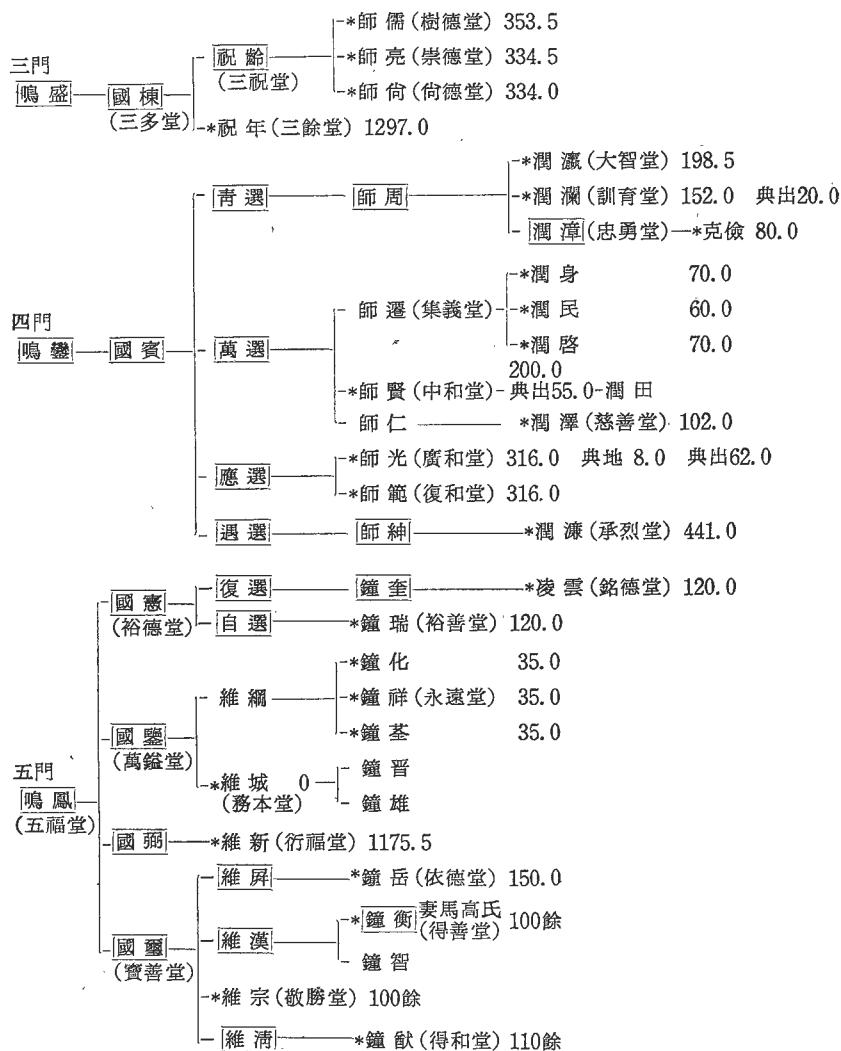 *師 儒 (樹德堂) 353.5
祝 齡 *師 亮 (崇德堂) 334.5
三門
(三祝堂)
鳴 盛 國 棟 *師 尙 (尙德堂) 334.0
(三多堂)
*祝 年 (三餘堂) 1297.0
*潤 瀛 (大智堂) 198.5
靑 選 師 周 *潤 瀾 (訓育堂) 152.0 典出20.0
潤 漳 (忠勇堂) *克儉 80.0
*潤 身 70.0
師 遷 (集義堂) *潤 民 60.0
四門
鳴 鑾 國 賓 萬 選 *潤 啓 70.0
200.0
*師 賢 (中和堂) - 典出55.0-潤 田
師 仁 *潤 澤 (慈善堂) 102.0
*師 光 (廣和堂) 316.0 典地 8.0 典出62.0
應 選
*師 範 (復和堂) 316.0
遇 選 師 紳 *潤 濂 (承烈堂) 441.0
國 憲 復 選 鐘 奎 *凌 雲 (銘德堂) 120.0
(裕德堂) 自 選 *鐘 瑞 (裕善堂) 120.0
*鐘 化 35.0
維 綱 *鐘 祥 (永遠堂) 35.0
國 鑒 *鐘 荃 35.0
(萬鎰堂)
五門
*維 城 0 鐘 晋
鳴 鳳 (務本堂) 鐘 雄
(五福堂)
國 弼 *維 新 (衍福堂) 1175.5
維 屛 *鐘 岳 (依德堂) 150.0
*鐘 衡 妻馬高氏 100餘
(得善堂)
維 漢
國 璽 鐘 智
(寶善堂)
*維 宗 (敬勝堂) 100餘
維 淸 *鐘 猷 (得和堂) 110餘